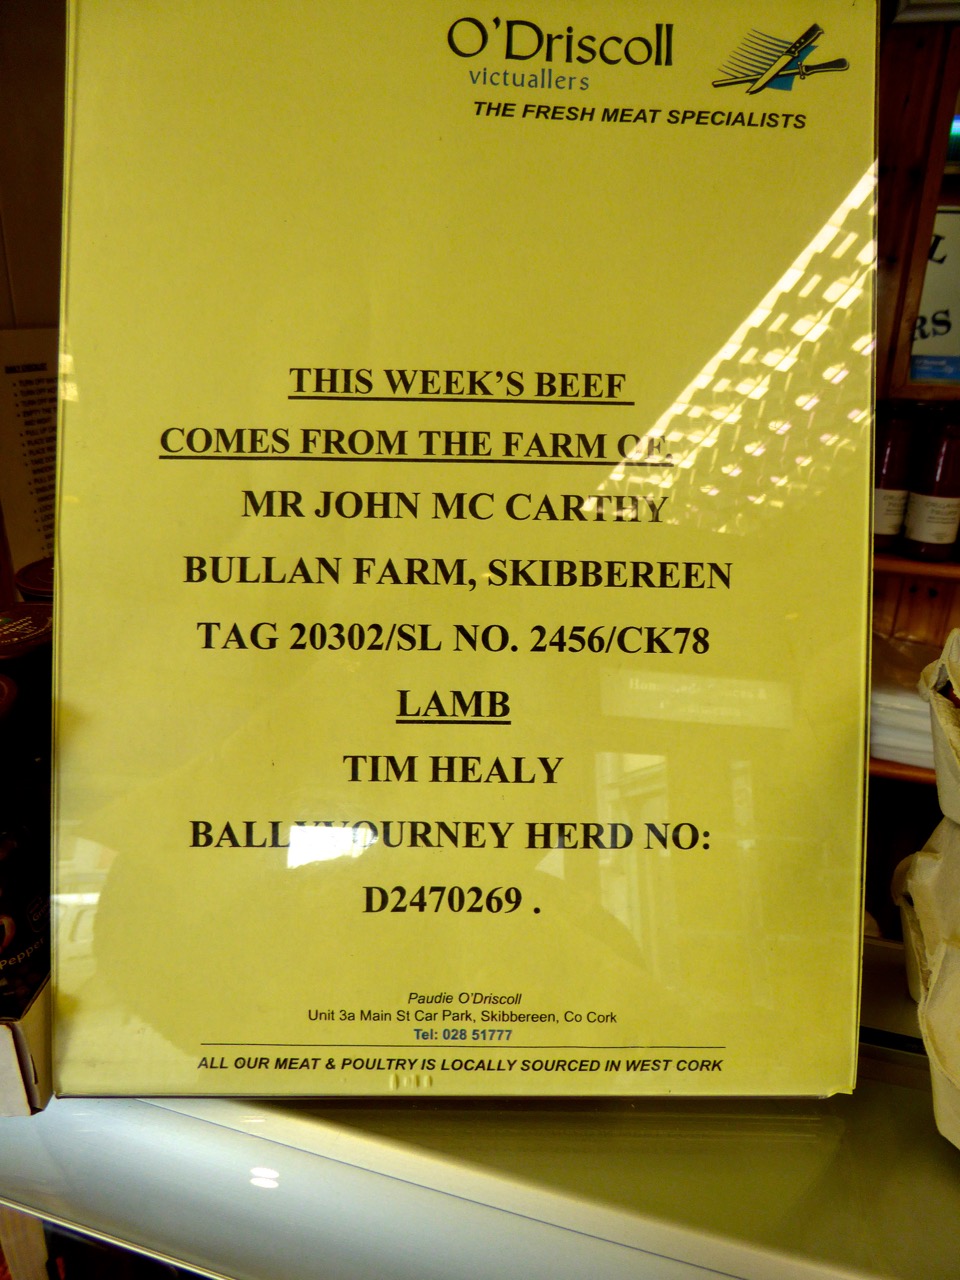 O'Driscoll
victuallers
THE FRESH MEAT SPECIALISTS
THIS WEEK'S BEEF
COMES FROM THE FARM OF.
MR JOHN MC CARTHY
BULLAN FARM, SKIBBEREEN
TAG 20302/SL NO. 2456/CK78
LAMB
TIM HEALY
BALLYVOURNEY HERD NO:
D2470269 .
Paudie O'Driscoll
Unit 3a Main St Car Park, Skibbereen, Co Cork
Tel: 028 51777
ALL OUR MEAT & POULTRY IS LOCALLY SOURCED IN WEST CORK
L
RS
Pepper